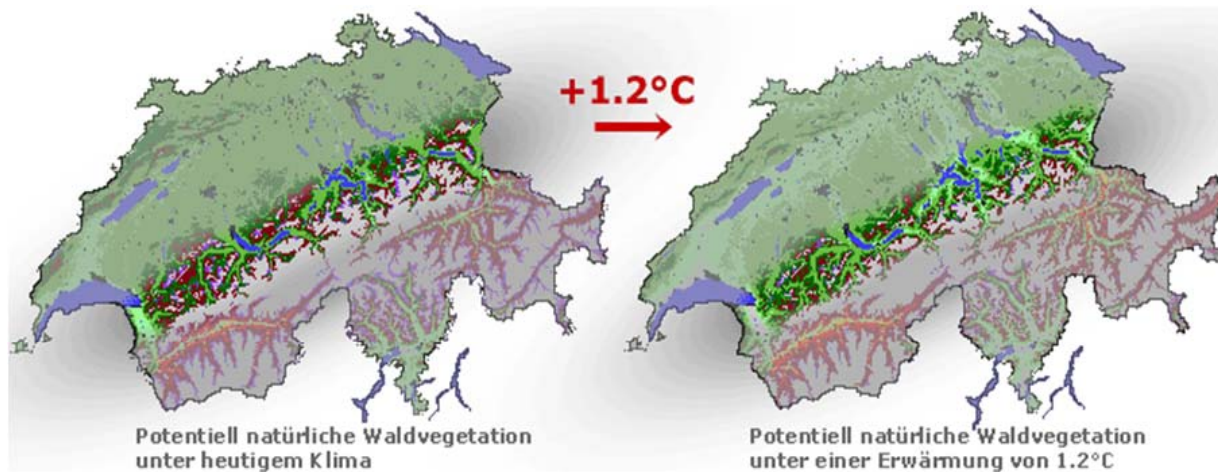 +1.2°C
Potentiell natürliche Waldvegetation
unter heutigem Klima
Potentiell natürliche Waldvegetation
unter einer Erwärmung von 1.2°C